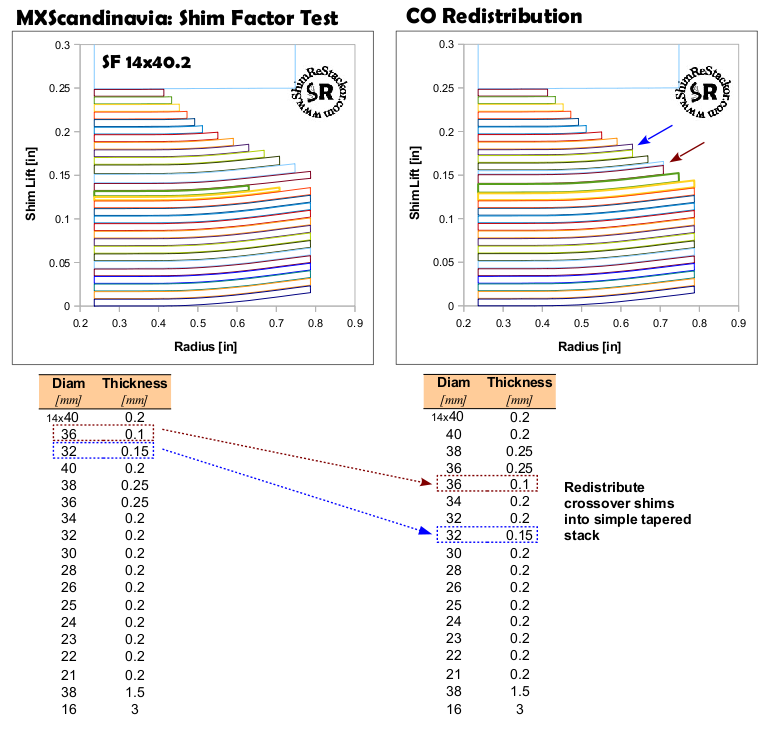 MXScandinavia: Shim Factor Test
CO Redistribution
SF 14x40.2
ShimReStackor.com www.
SR
0.3
0.25
0.2
0.15
0.1
0.05
0
Shim Lift [in]
0.2 0.3 0.4 0.5 0.6 0.7 0.8 0.9
Radius [in]
ShimReStackor.com www.
SR
0.3
0.25
0.2
0.15
0.1
0.05
0
Shim Lift [in]
0.2 0.3 0.4 0.5 0.6 0.7 0.8 0.9
Radius [in]
Diam Thickness
[mm] [mm]
14x40 0.2
36 0.1
32 0.15
40 0.2
38 0.25
36 0.25
34 0.2
32 0.2
30 0.2
28 0.2
26 0.2
25 0.2
24 0.2
23 0.2
22 0.2
21 0.2
38 1.5
16 3
Diam Thickness
[mm] [mm]
14x40 0.2
40 0.2
38 0.25
36 0.25
36 0.1
34 0.2
32 0.2
32 0.15
30 0.2
28 0.2
26 0.2
25 0.2
24 0.2
23 0.2
22 0.2
21 0.2
38 1.5
16 3
Redistribute
crossover shims
into simple tapered
stack